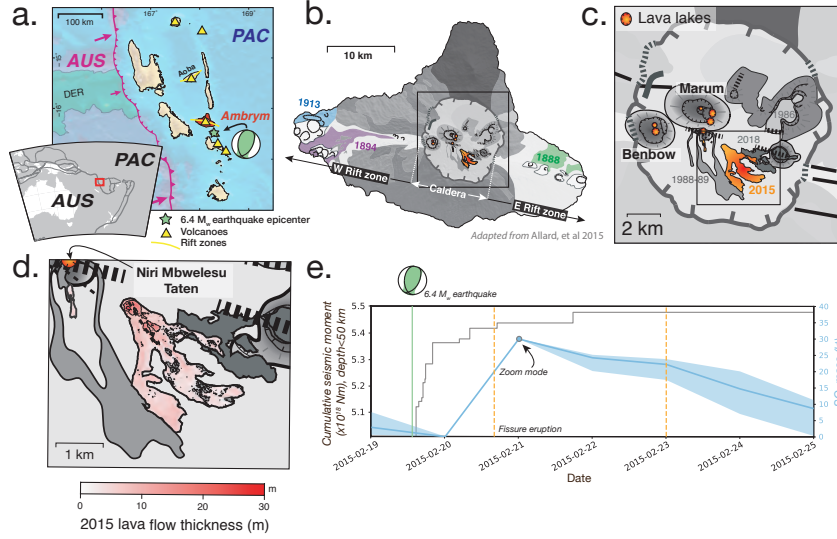 a.
100 km
167°
169°
PAC
AUS
Aoba
-15°
DER
-16°
Ambrym
PAC
AUS
6.4 Mw earthquake epicenter
Volcanoes
Rift zones
b.
10 km
1913
1894
1888
W Rift zone
Caldera
E Rift zone
Adapted from Allard, et al 2015
c.
Lava lakes
Marum
1986
Benbow
2018
1988-89
2015
2 km
d.
Niri Mbwelesu
Taten
1 km
m
0
10
20
30
2015 lava flow thickness (m)
e.
6.4 Mw earthquake
Cumulative seismic moment
(x10¹⁸ Nm), depth<50 km
5.5
5.4
5.3
5.2
5.1
Zoom mode
Fissure eruption
40
35
30
25
20
15
10
5
0
2015-02-19
2015-02-20
2015-02-21
2015-02-22
2015-02-23
2015-02-24
2015-02-25
Date